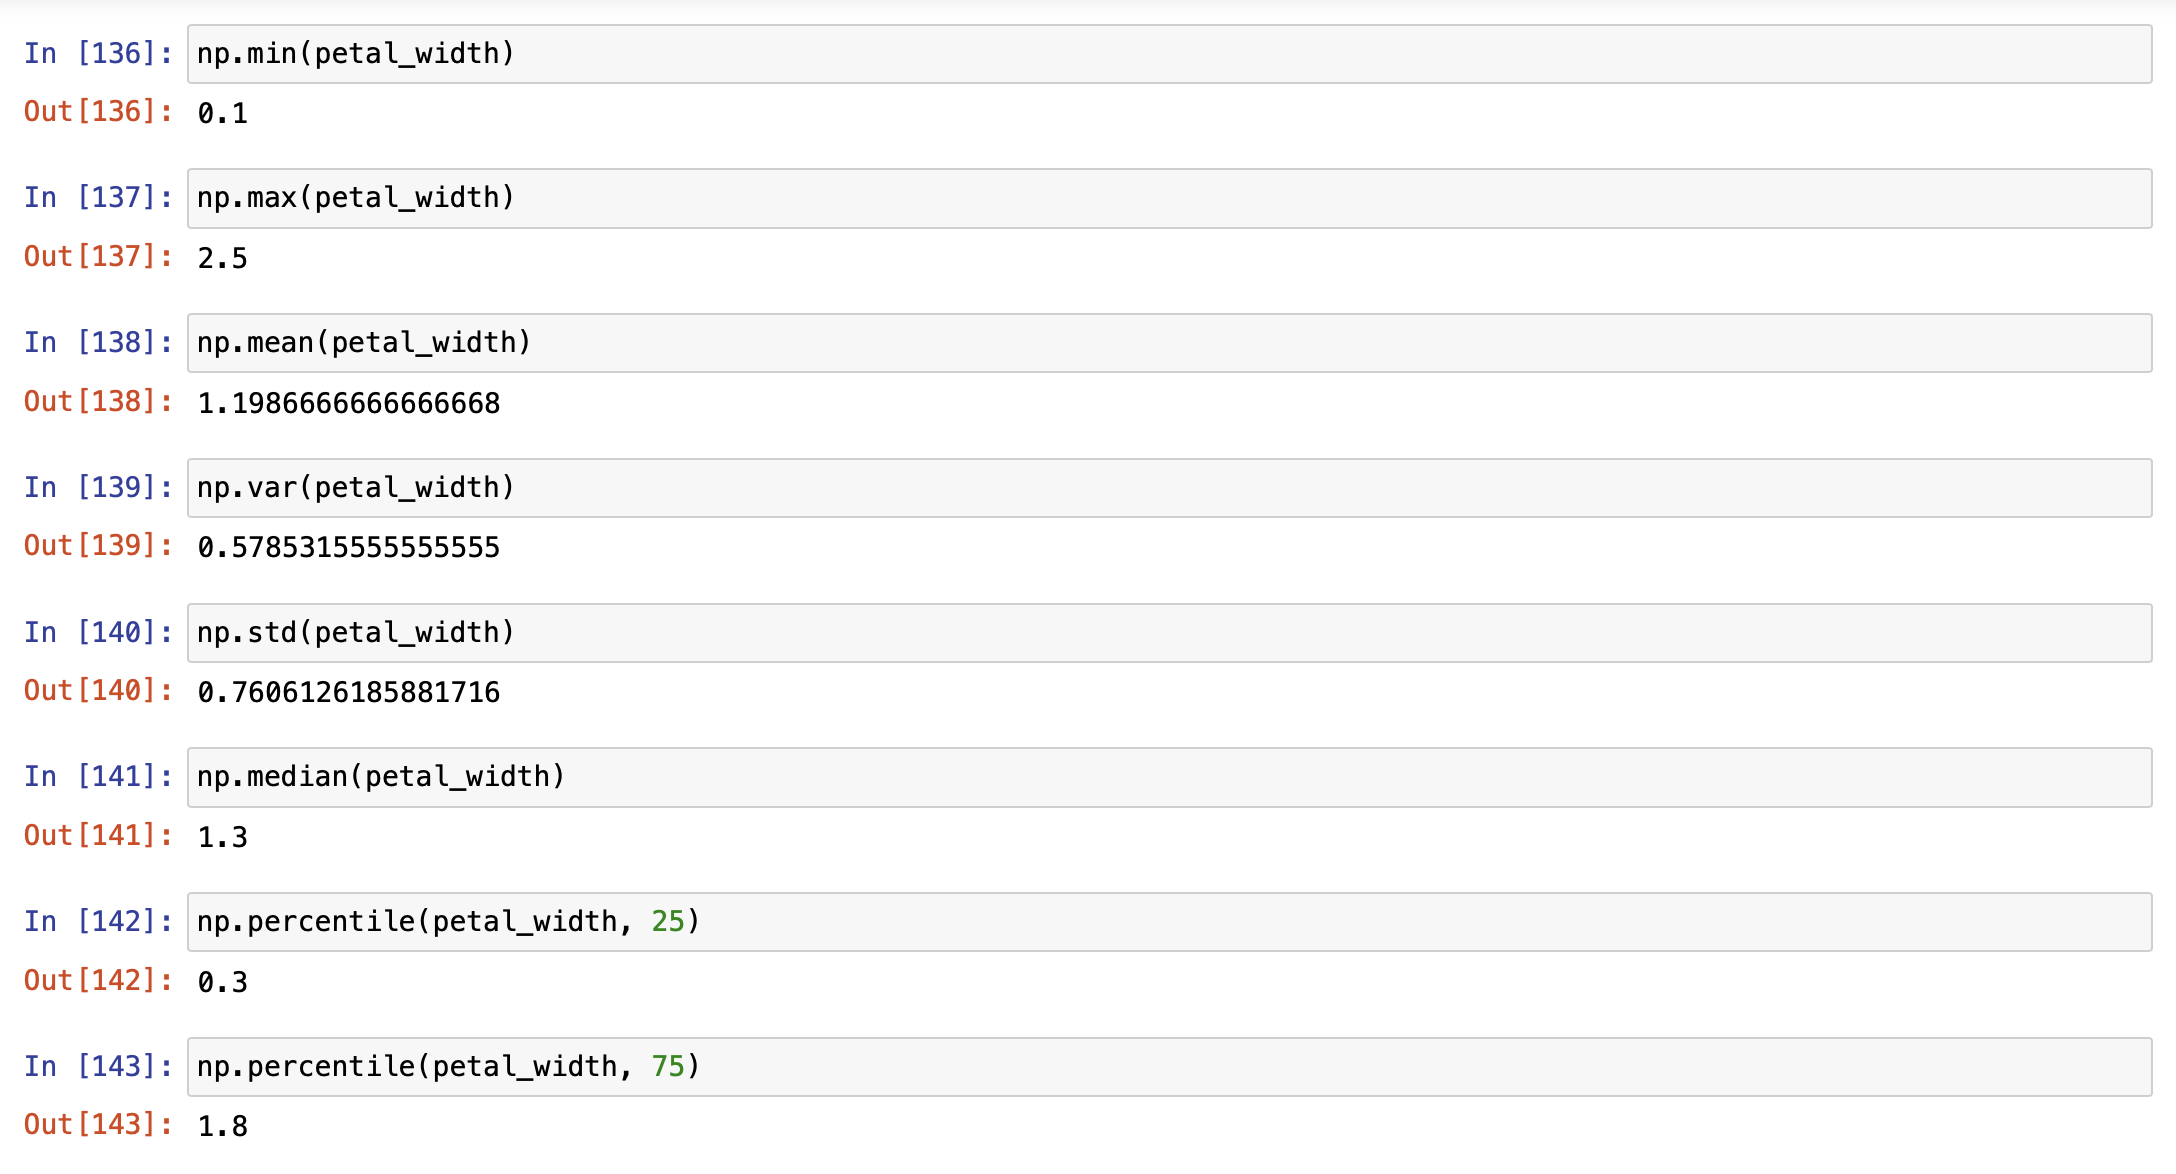 In [136]: np.min(petal_width)
Out[136]: 0.1
In [137]: np.max(petal_width)
Out[137]: 2.5
In [138]: np.mean(petal_width)
Out[138]: 1.1986666666666668
In [139]: np.var(petal_width)
Out[139]: 0.5785315555555555
In [140]: np.std(petal_width)
Out[140]: 0.7606126185881716
In [141]: np.median(petal_width)
Out[141]: 1.3
In [142]: np.percentile(petal_width, 25)
Out[142]: 0.3
In [143]: np.percentile(petal_width, 75)
Out[143]: 1.8